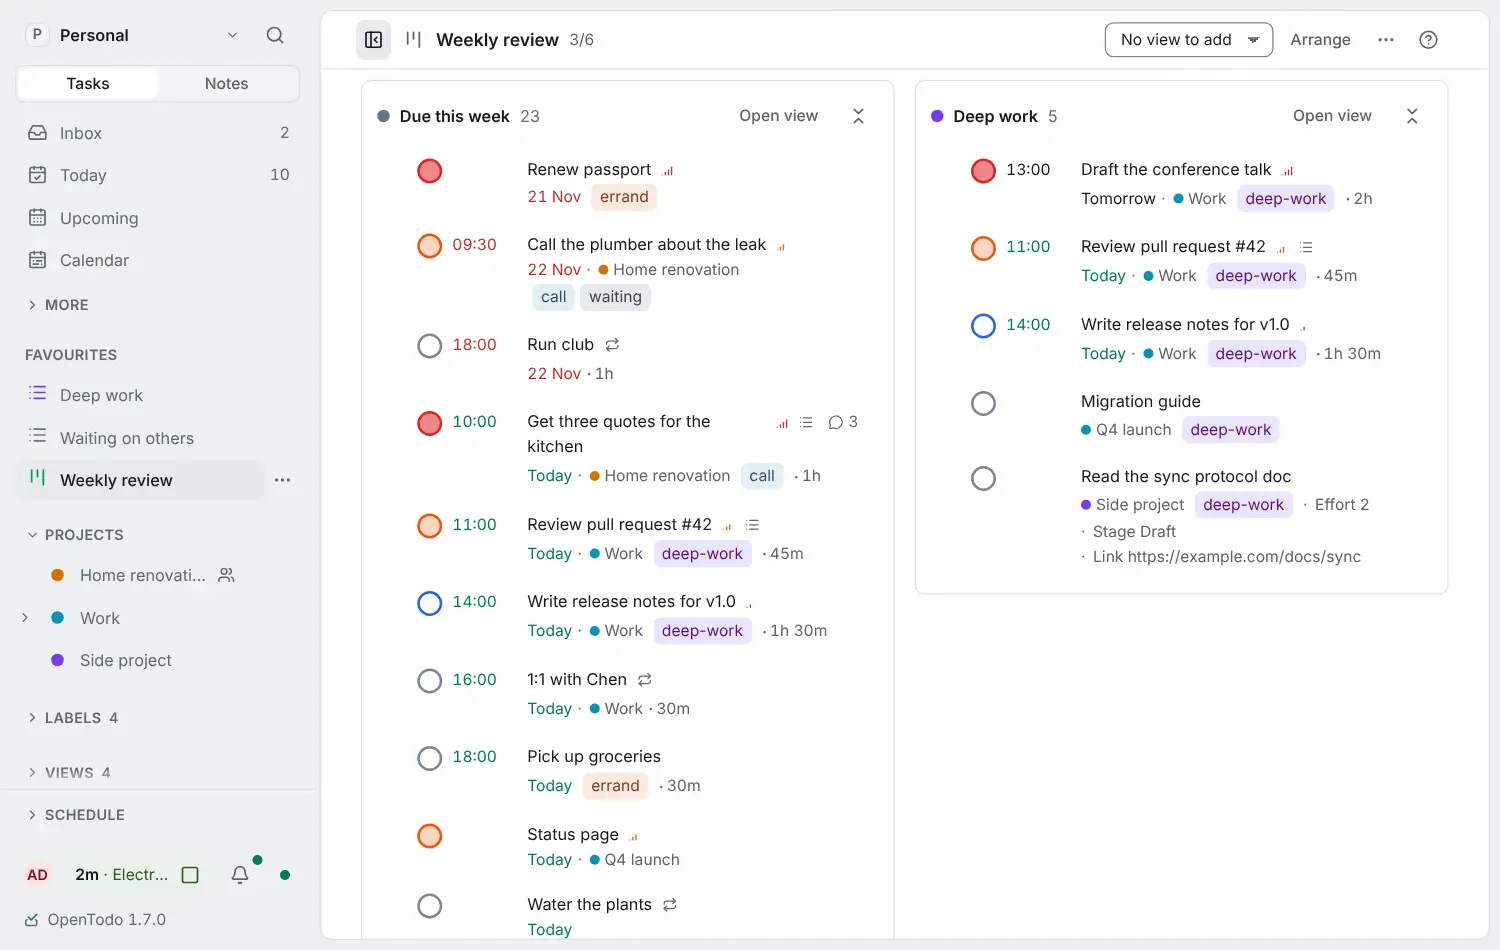 P Personal
Tasks Notes
Inbox 2
Today 10
Upcoming
Calendar
MORE
FAVOURITES
Deep work
Waiting on others
Weekly review
PROJECTS
Home renovati...
Work
Side project
LABELS 4
VIEWS 4
SCHEDULE
AD 2m · Electr...
OpenTodo 1.7.0
Weekly review 3/6
No view to add Arrange
Due this week 23 Open view
Renew passport
21 Nov errand
09:30 Call the plumber about the leak
22 Nov · Home renovation
call waiting
18:00 Run club
22 Nov · 1h
10:00 Get three quotes for the 3
kitchen
Today · Home renovation call · 1h
11:00 Review pull request #42
Today · Work deep-work · 45m
14:00 Write release notes for v1.0
Today · Work deep-work · 1h 30m
16:00 1:1 with Chen
Today · Work · 30m
18:00 Pick up groceries
Today errand · 30m
Status page
Today · Q4 launch
Water the plants
Today
Deep work 5 Open view
13:00 Draft the conference talk
Tomorrow · Work deep-work · 2h
11:00 Review pull request #42
Today · Work deep-work · 45m
14:00 Write release notes for v1.0
Today · Work deep-work · 1h 30m
Migration guide
Q4 launch deep-work
Read the sync protocol doc
Side project deep-work · Effort 2
· Stage Draft
· Link https://example.com/docs/sync